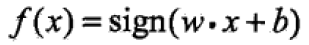 f(x) = sign(w·x + b)